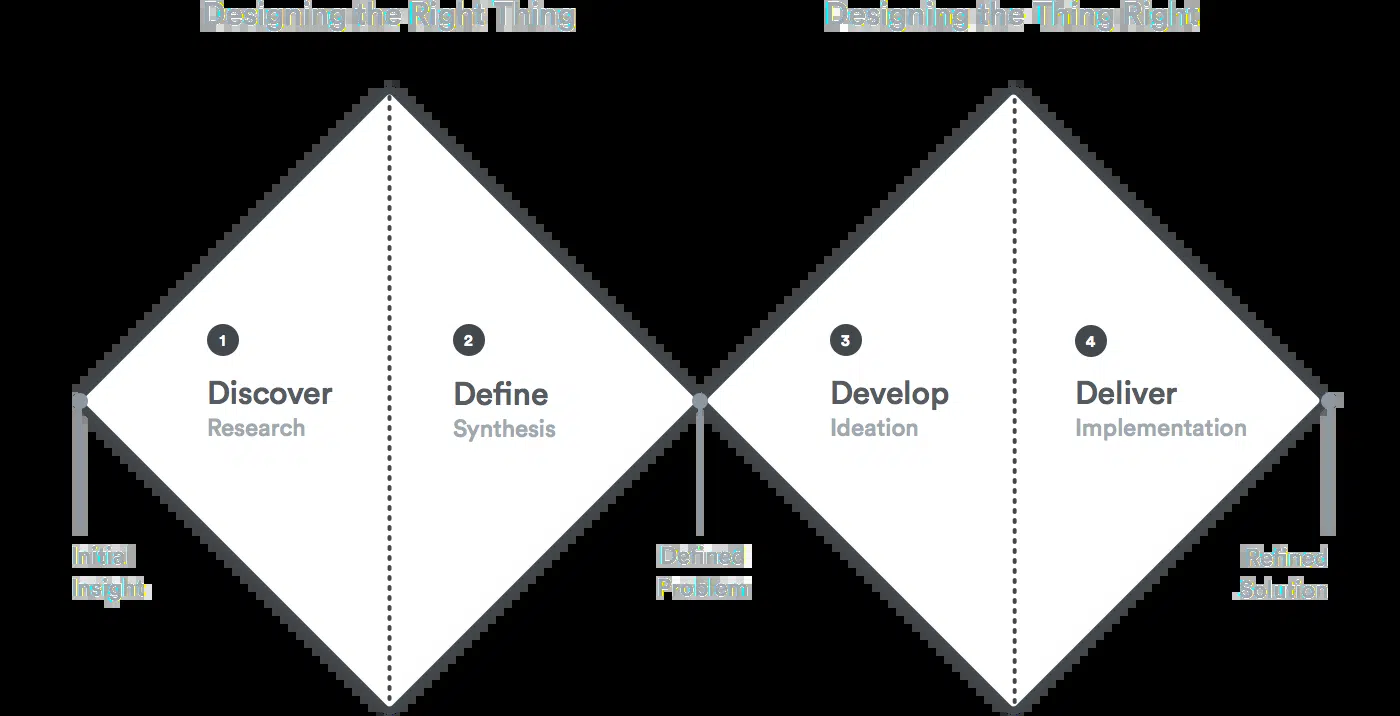 Designing the Right Thing
Designing the Thing Right
1
Discover
Research
2
Define
Synthesis
3
Develop
Ideation
4
Deliver
Implementation
Initial
Insight
Defined
Problem
Refined
Solution